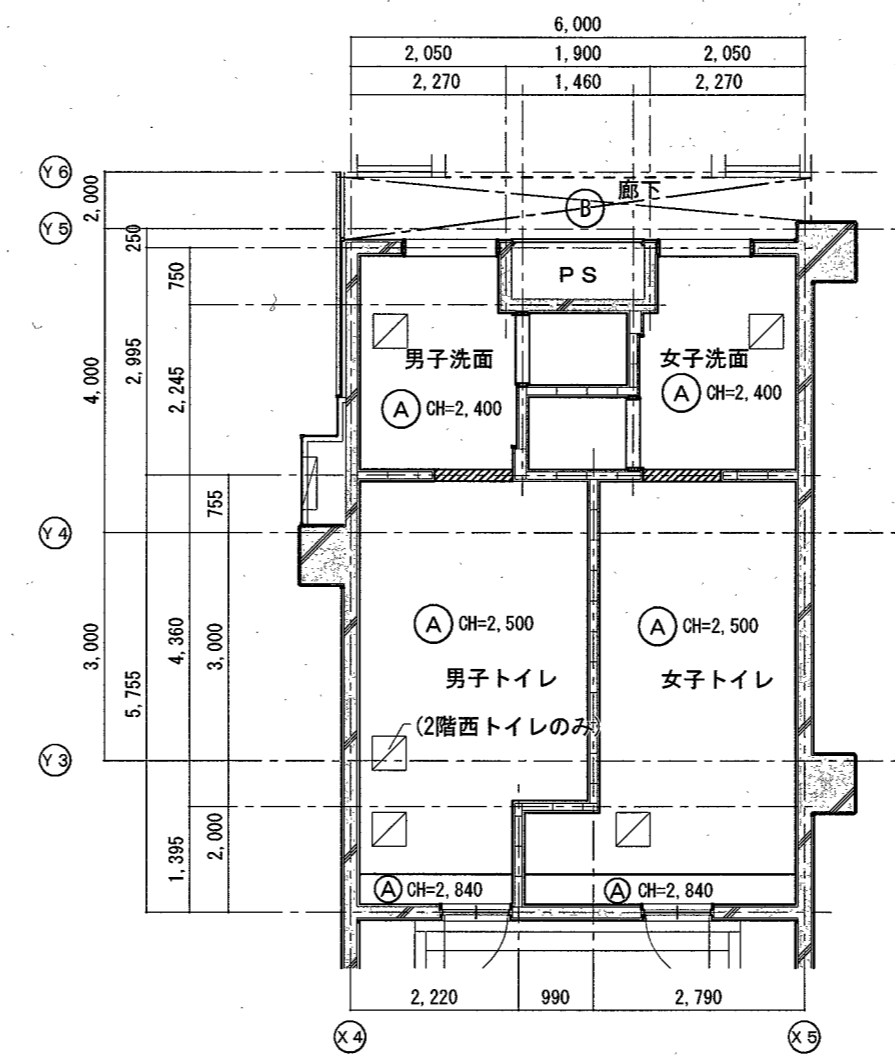 6,000
2,050 1,900 2,050
2,270 1,460 2,270
Y6
2,000
廊下
B
Y5
250
750
PS
4,000
2,995
2,245
男子洗面
女子洗面
A CH=2,400
A CH=2,400
755
Y4
3,000
5,755
4,360
3,000
A CH=2,500
A CH=2,500
男子トイレ
女子トイレ
(2階西トイレのみ)
Y3
1,395
2,000
A CH=2,840
A CH=2,840
2,220 990 2,790
X4 X5